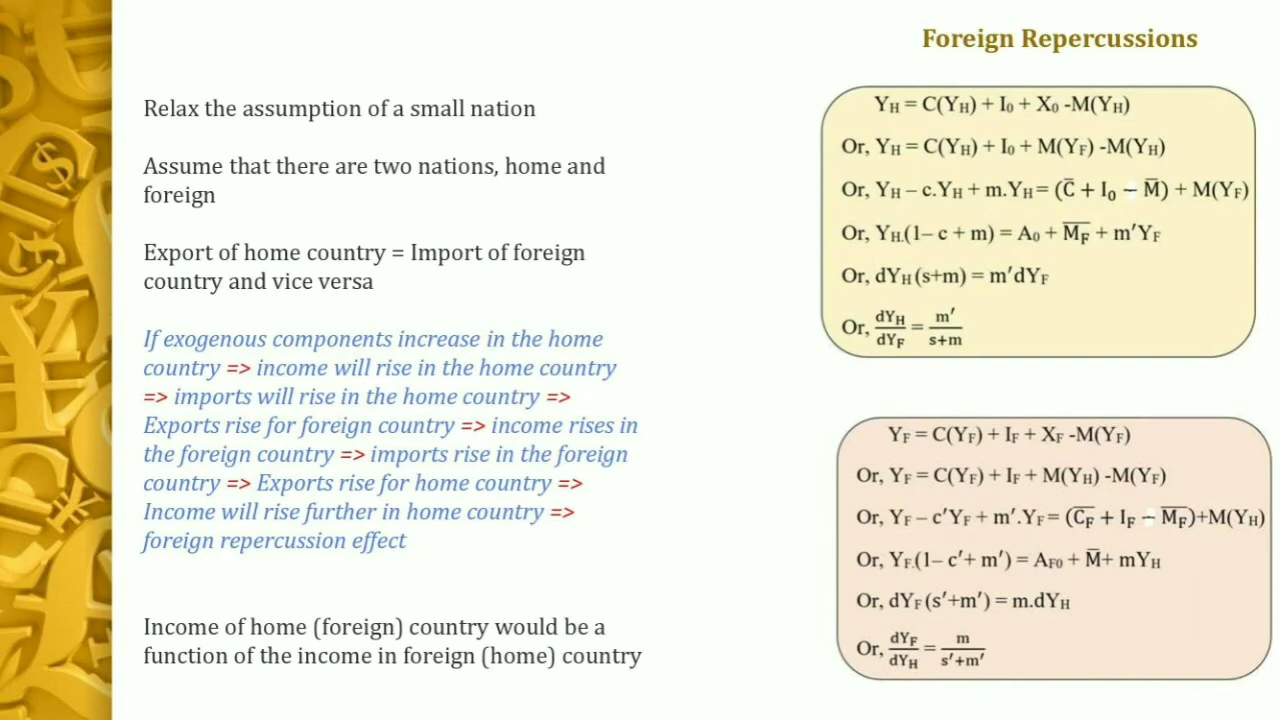 Foreign Repercussions
Relax the assumption of a small nation
Assume that there are two nations, home and
foreign
Export of home country = Import of foreign
country and vice versa
If exogenous components increase in the home
country => income will rise in the home country
=> imports will rise in the home country =>
Exports rise for foreign country => income rises in
the foreign country => imports rise in the foreign
country => Exports rise for home country =>
Income will rise further in home country =>
foreign repercussion effect
Income of home (foreign) country would be a
function of the income in foreign (home) country
Y_H = C(Y_H) + I₀ + X₀ -M(Y_H)
Or, Y_H = C(Y_H) + I₀ + M(Y_F) -M(Y_H)
Or, Y_H – c.Y_H + m.Y_H = (C̅ + I₀ − M̅) + M(Y_F)
Or, Y_H.(1– c + m) = A₀ + M̅_F̅ + m′Y_F
Or, dY_H (s+m) = m′dY_F
Or, dY_H/dY_F = m′/s+m
Y_F = C(Y_F) + I_F + X_F -M(Y_F)
Or, Y_F = C(Y_F) + I_F + M(Y_H) -M(Y_F)
Or, Y_F – c′Y_F + m′.Y_F = (C̅_F̅ + I_F − M̅_F̅)+M(Y_H)
Or, Y_F.(1– c′+ m′) = A_F0 + M̅+ mY_H
Or, dY_F (s′+m′) = m.dY_H
Or, dY_F/dY_H = m/s′+m′